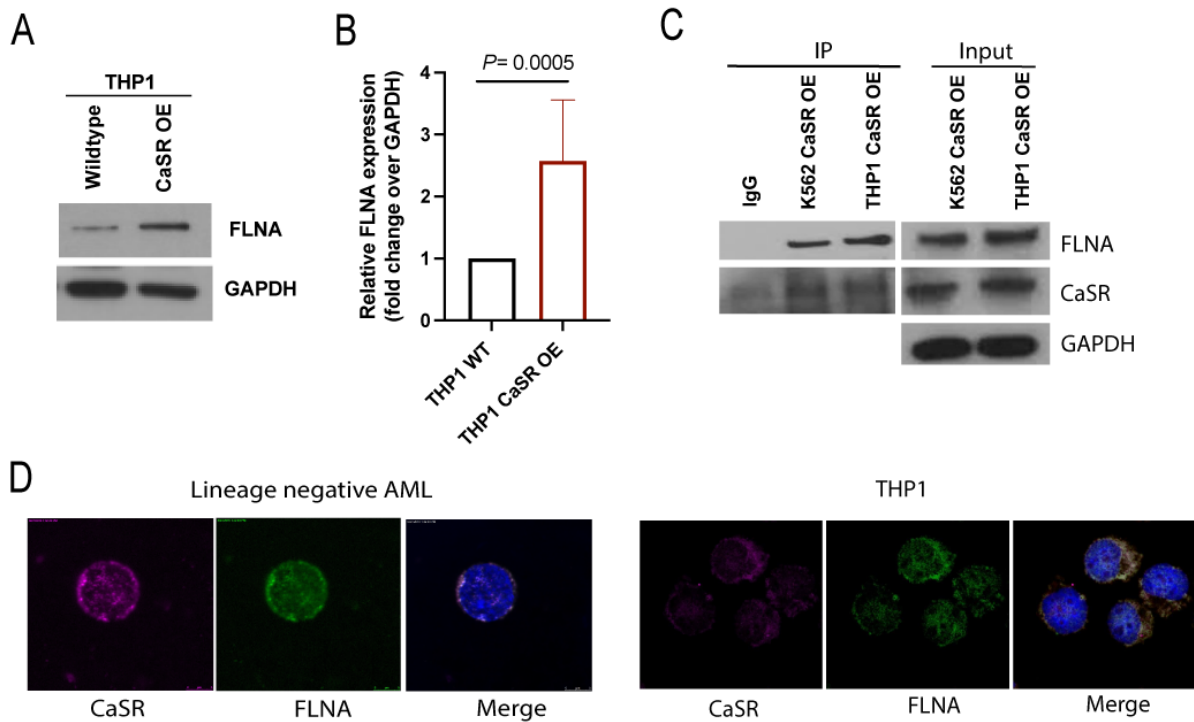 A
THP1
Wildtype
CaSR OE
FLNA
GAPDH
B
P= 0.0005
Relative FLNA expression
(fold change over GAPDH)
4
3
2
1
0
THP1 WT
THP1 CaSR OE
C
IP
Input
IgG
K562 CaSR OE
THP1 CaSR OE
K562 CaSR OE
THP1 CaSR OE
FLNA
CaSR
GAPDH
D
Lineage negative AML
CaSR
FLNA
Merge
THP1
CaSR
FLNA
Merge